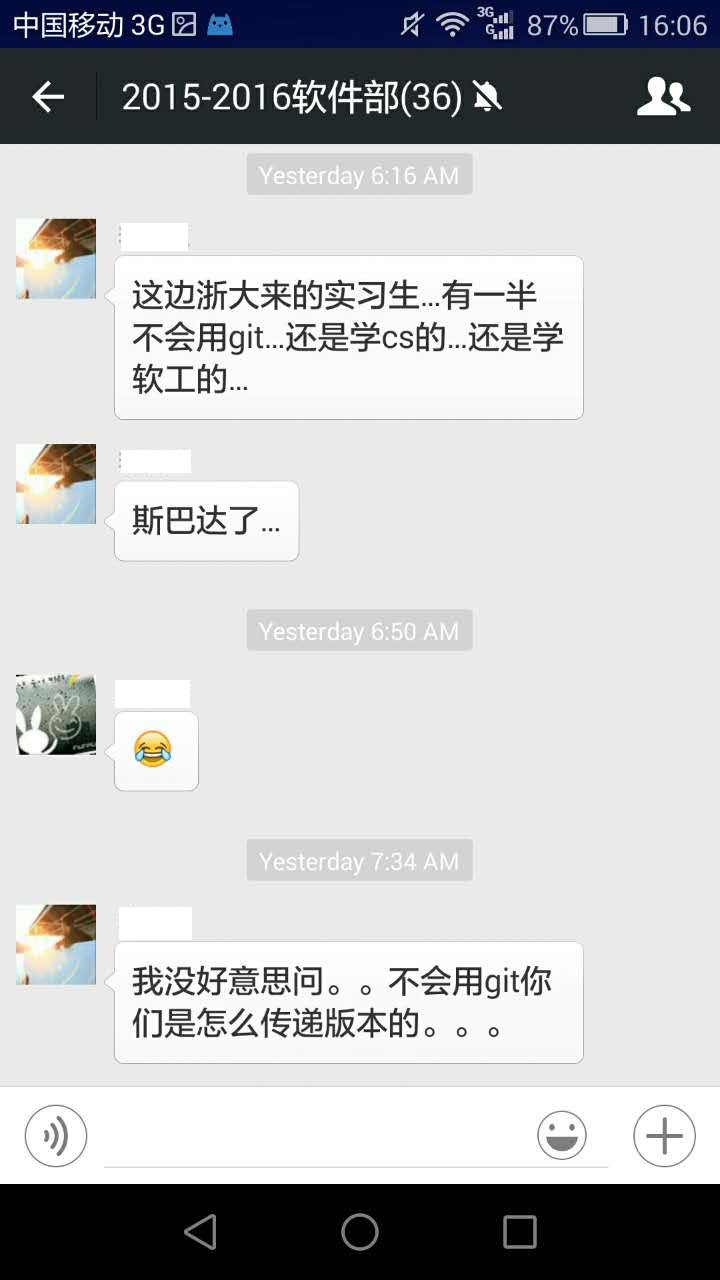 中国移动 3G 3G G 87% 16:06
2015-2016软件部(36)
Yesterday 6:16 AM
这边浙大来的实习生...有一半
不会用git...还是学cs的...还是学
软工的...
斯巴达了...
Yesterday 6:50 AM
Yesterday 7:34 AM
我没好意思问。。不会用git你
们是怎么传递版本的。。。